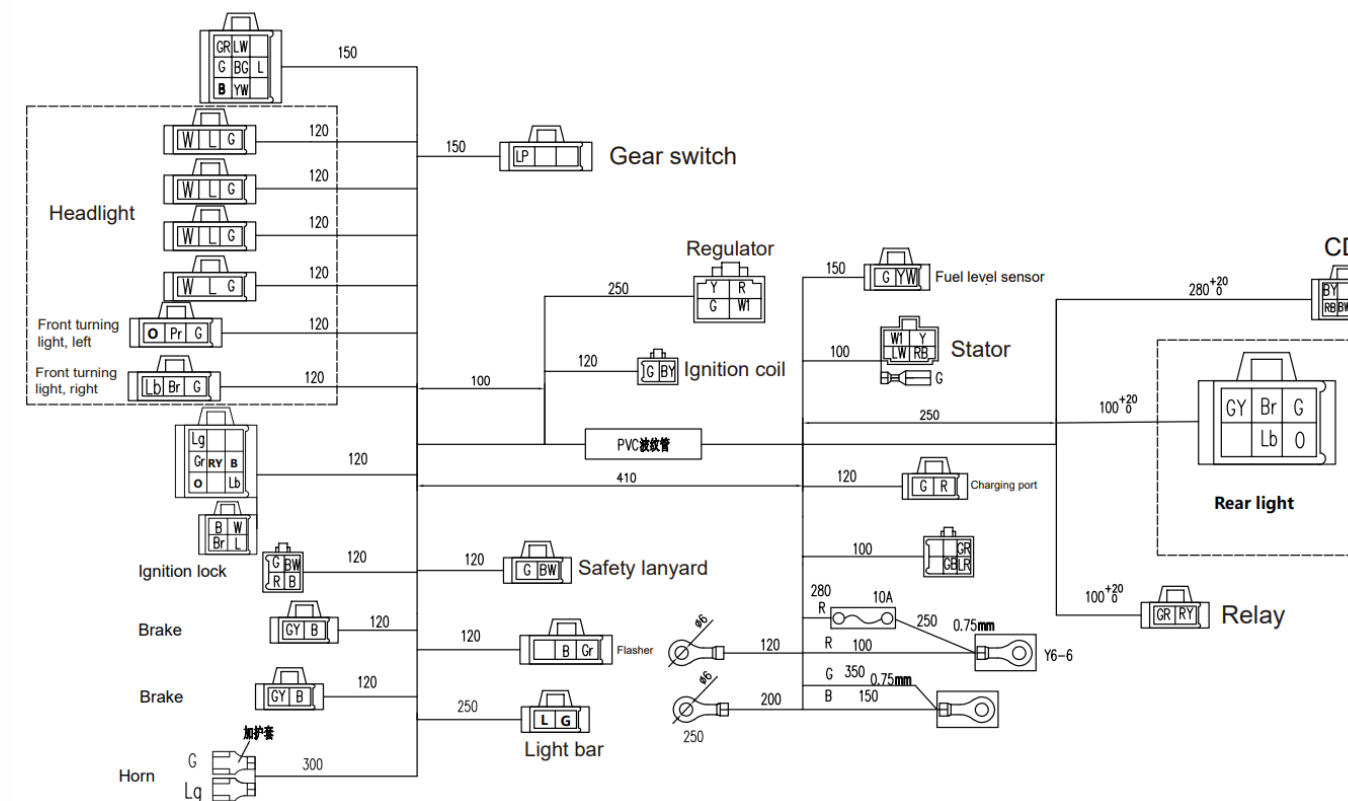 GR LW
G BG L
B YW
150
W L G
120
W L G
120
Headlight
W L G
120
W L G
120
Front turning
light, left
O Pr G
120
Front turning
light, right
Lb Br G
120
Lg
Gr RY B
O Lb
120
B W
Br L
Ignition lock
G BW
R B
120
Brake
GY B
120
Brake
GY B
120
加护套
Horn
G
Lg
300
150
LP
Gear switch
Regulator
250
Y R
G W1
120
G BY
Ignition coil
100
PVC波纹管
410
120
G BW
Safety lanyard
120
B Gr
Flasher
250
L G
Light bar
150
G YW
Fuel level sensor
100
W1 Y
LW RB
Stator
G
250
120
G R
Charging port
100
GR
GB LR
280
R
10A
250
0.75mm
ø6
120
R 100
Y6-6
ø6
200
250
G 350
0.75mm
B 150
CD
280 +20 0
BY
RB BW
100 +20 0
GY Br G
Lb O
Rear light
100 +20 0
GR RY
Relay